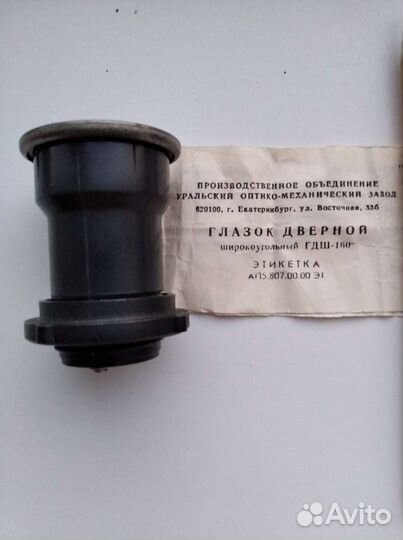 ПРОИЗВОДСТВЕННОЕ ОБЪЕДИНЕНИЕ
УРАЛЬСКИЙ ОПТИКО-МЕХАНИЧЕСКИЙ ЗАВОД
620100, г. Екатеринбург, ул. Восточная, 33б
ГЛАЗОК ДВЕРНОЙ
широкоугольный ГДШ-160°
ЭТИКЕТКА
АП5.807.00.00 ЭТ
Avito